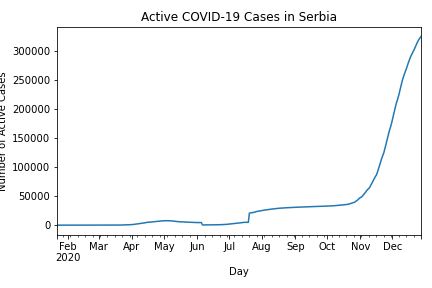 Active COVID-19 Cases in Serbia
Number of Active Cases
300000
250000
200000
150000
100000
50000
0
Feb Mar Apr May Jun Jul Aug Sep Oct Nov Dec
2020
Day